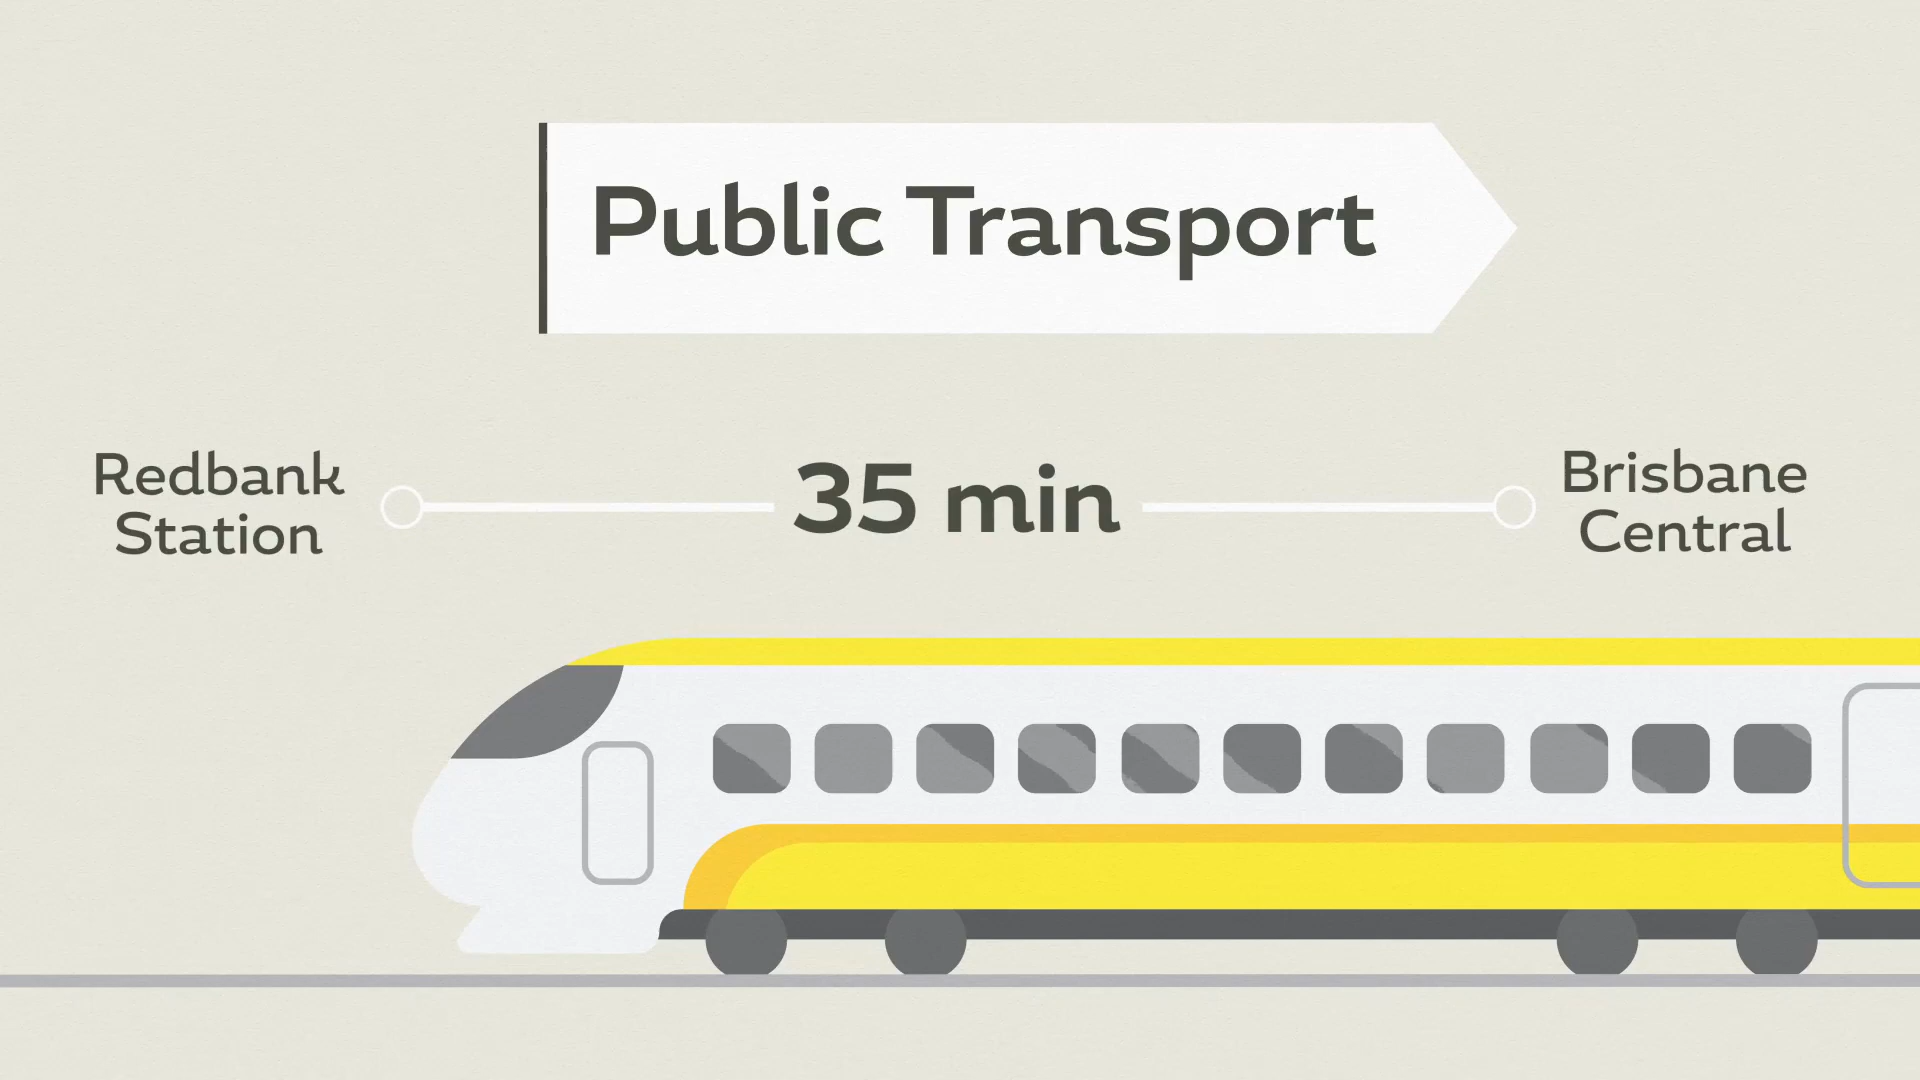 Public Transport
Redbank
Station
35 min
Brisbane
Central